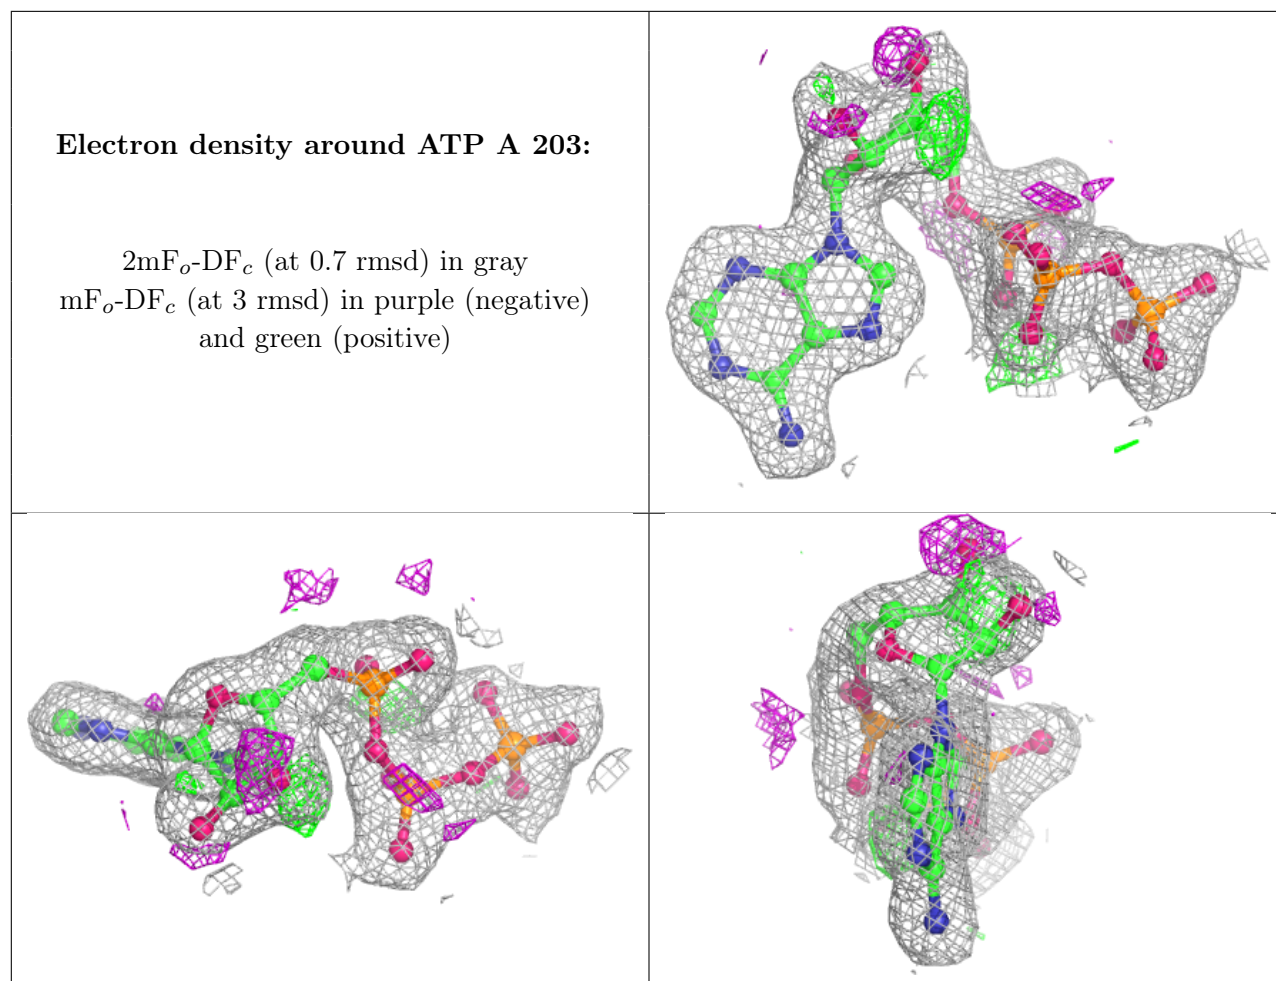 Electron density around ATP A 203:
2mFo-DFc (at 0.7 rmsd) in gray
mFo-DFc (at 3 rmsd) in purple (negative)
and green (positive)